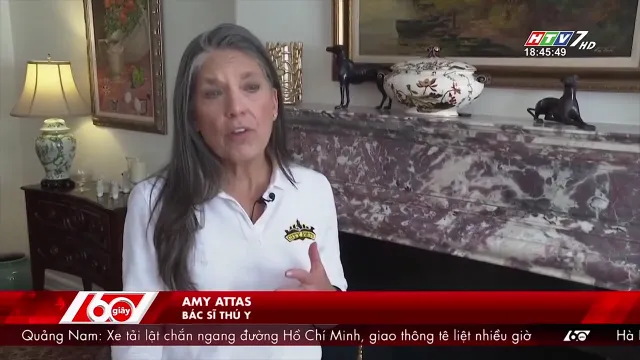 HTV7 HD
18:45:49
60 giây
AMY ATTAS
BÁC SĨ THÚ Y
Quảng Nam: Xe tải lật chắn ngang đường Hồ Chí Minh, giao thông tê liệt nhiều giờ 60 Hà